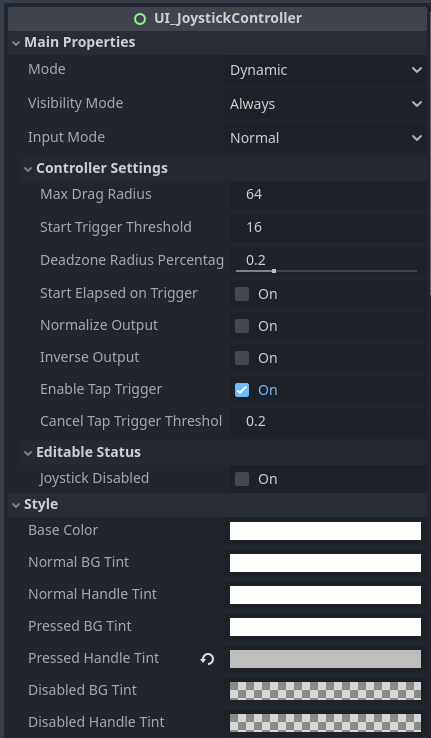 UI_JoystickController
Main Properties
Mode Dynamic
Visibility Mode Always
Input Mode Normal
Controller Settings
Max Drag Radius 64
Start Trigger Threshold 16
Deadzone Radius Percentag 0.2
Start Elapsed on Trigger On
Normalize Output On
Inverse Output On
Enable Tap Trigger On
Cancel Tap Trigger Threshol 0.2
Editable Status
Joystick Disabled On
Style
Base Color
Normal BG Tint
Normal Handle Tint
Pressed BG Tint
Pressed Handle Tint
Disabled BG Tint
Disabled Handle Tint